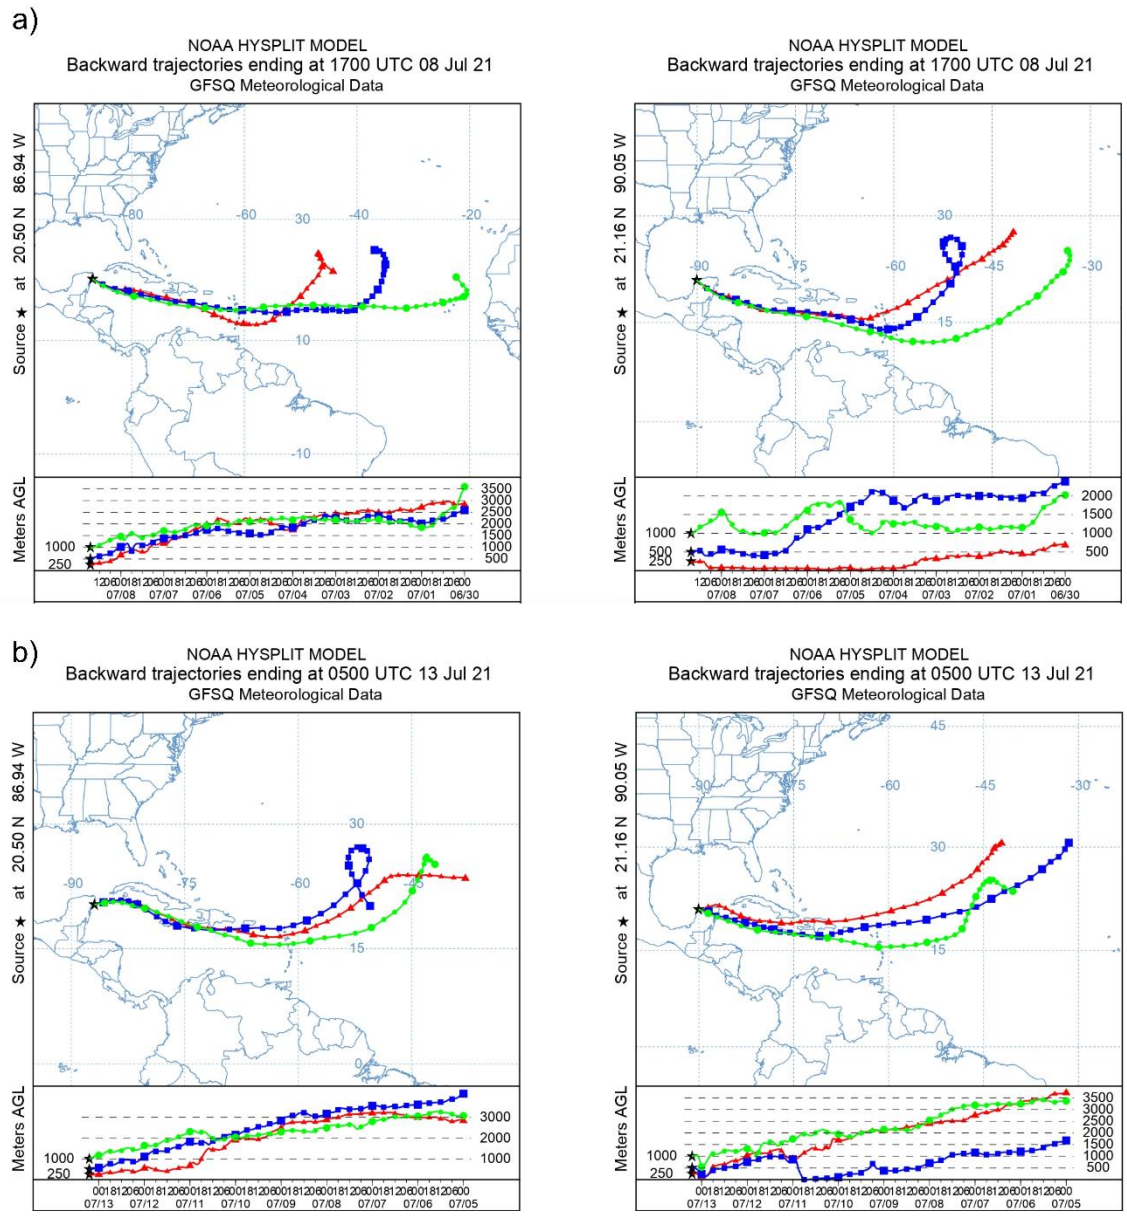 a)
NOAA HYSPLIT MODEL
Backward trajectories ending at 1700 UTC 08 Jul 21
GFSQ Meteorological Data
Source ★ at 20.50 N 86.94 W
-80 -60 -40 -20
30
10
-10
Meters AGL
3500
3000
2500
2000
1500
1000
500
1000
500
250
07/08 07/07 07/06 07/05 07/04 07/03 07/02 07/01 06/30
NOAA HYSPLIT MODEL
Backward trajectories ending at 1700 UTC 08 Jul 21
GFSQ Meteorological Data
Source ★ at 21.16 N 90.05 W
30
-90 -75 -60 -45 -30
15
0
Meters AGL
2000
1500
1000
500
1000
500
250
07/08 07/07 07/06 07/05 07/04 07/03 07/02 07/01 06/30
b)
NOAA HYSPLIT MODEL
Backward trajectories ending at 0500 UTC 13 Jul 21
GFSQ Meteorological Data
Source ★ at 20.50 N 86.94 W
30
-90 -75 -60 -45
15
0
Meters AGL
3000
2000
1000
1000
250
07/13 07/12 07/11 07/10 07/09 07/08 07/07 07/06 07/05
NOAA HYSPLIT MODEL
Backward trajectories ending at 0500 UTC 13 Jul 21
GFSQ Meteorological Data
Source ★ at 21.16 N 90.05 W
45
-90 -75 -60 -45 -30
30
15
0
Meters AGL
3500
3000
2500
2000
1500
1000
500
1000
250
07/13 07/12 07/11 07/10 07/09 07/08 07/07 07/06 07/05